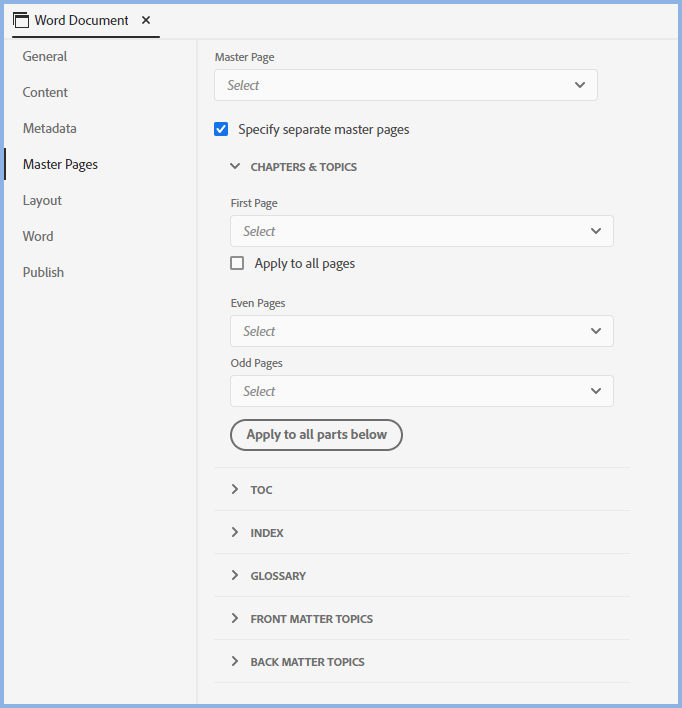 Word Document
General
Content
Metadata
Master Pages
Layout
Word
Publish
Master Page
Select
Specify separate master pages
CHAPTERS & TOPICS
First Page
Select
Apply to all pages
Even Pages
Select
Odd Pages
Select
Apply to all parts below
TOC
INDEX
GLOSSARY
FRONT MATTER TOPICS
BACK MATTER TOPICS